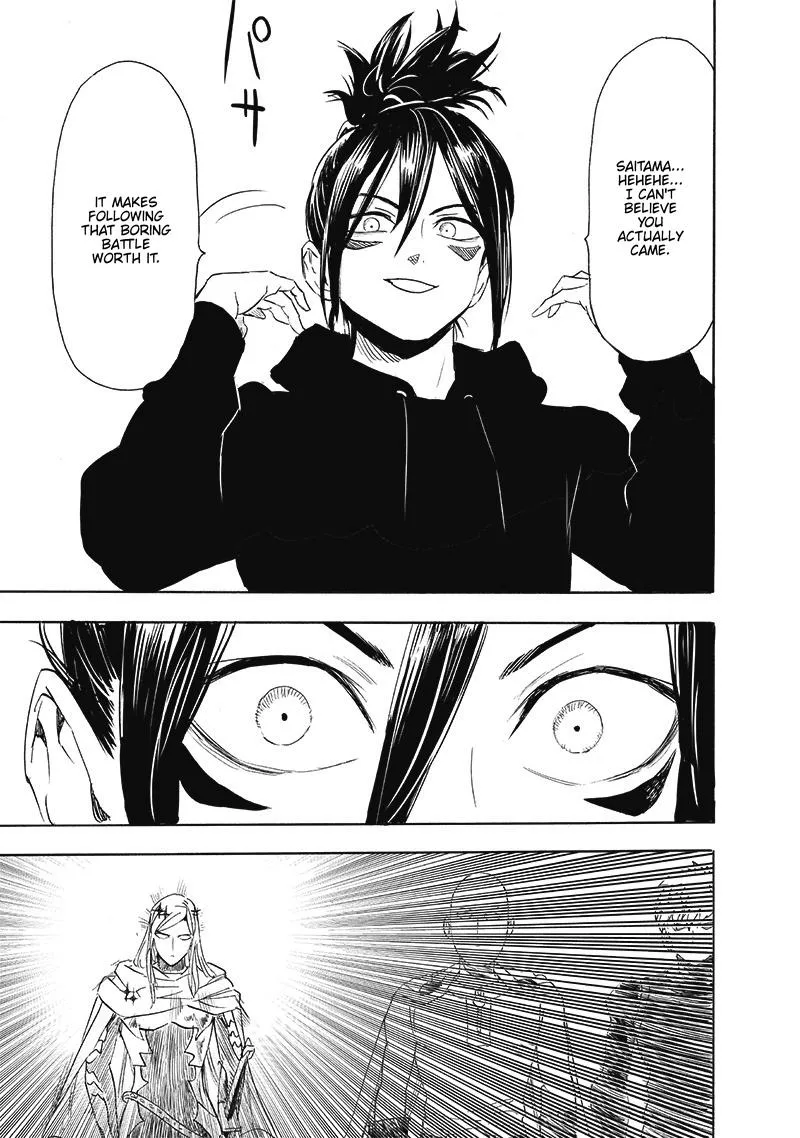 パサ
SAITAMA...
HEHEHE...
I CAN'T
BELIEVE
YOU
ACTUALLY
CAME.
IT MAKES
FOLLOWING
THAT BORING
BATTLE
WORTH IT.